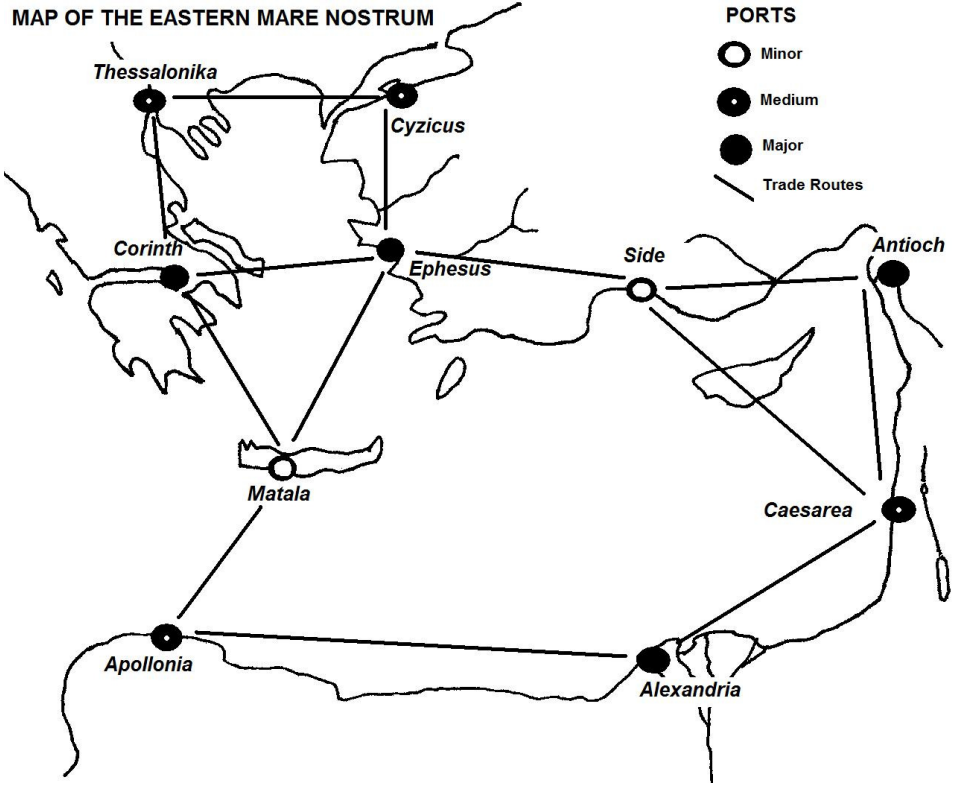 MAP OF THE EASTERN MARE NOSTRUM
PORTS
Minor
Medium
Major
Trade Routes
Thessalonika
Cyzicus
Corinth
Ephesus
Side
Antioch
Matala
Caesarea
Apollonia
Alexandria